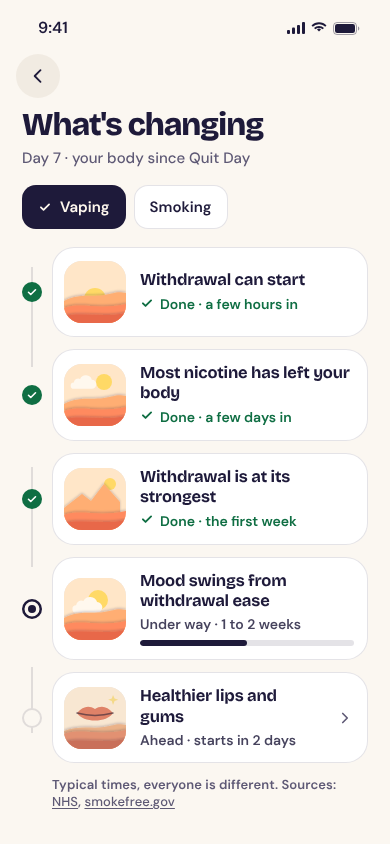 9:41
What's changing
Day 7 · your body since Quit Day
Vaping
Smoking
Withdrawal can start
Done · a few hours in
Most nicotine has left your
body
Done · a few days in
Withdrawal is at its
strongest
Done · the first week
Mood swings from
withdrawal ease
Under way · 1 to 2 weeks
Healthier lips and
gums
Ahead · starts in 2 days
Typical times, everyone is different. Sources:
NHS, smokefree.gov